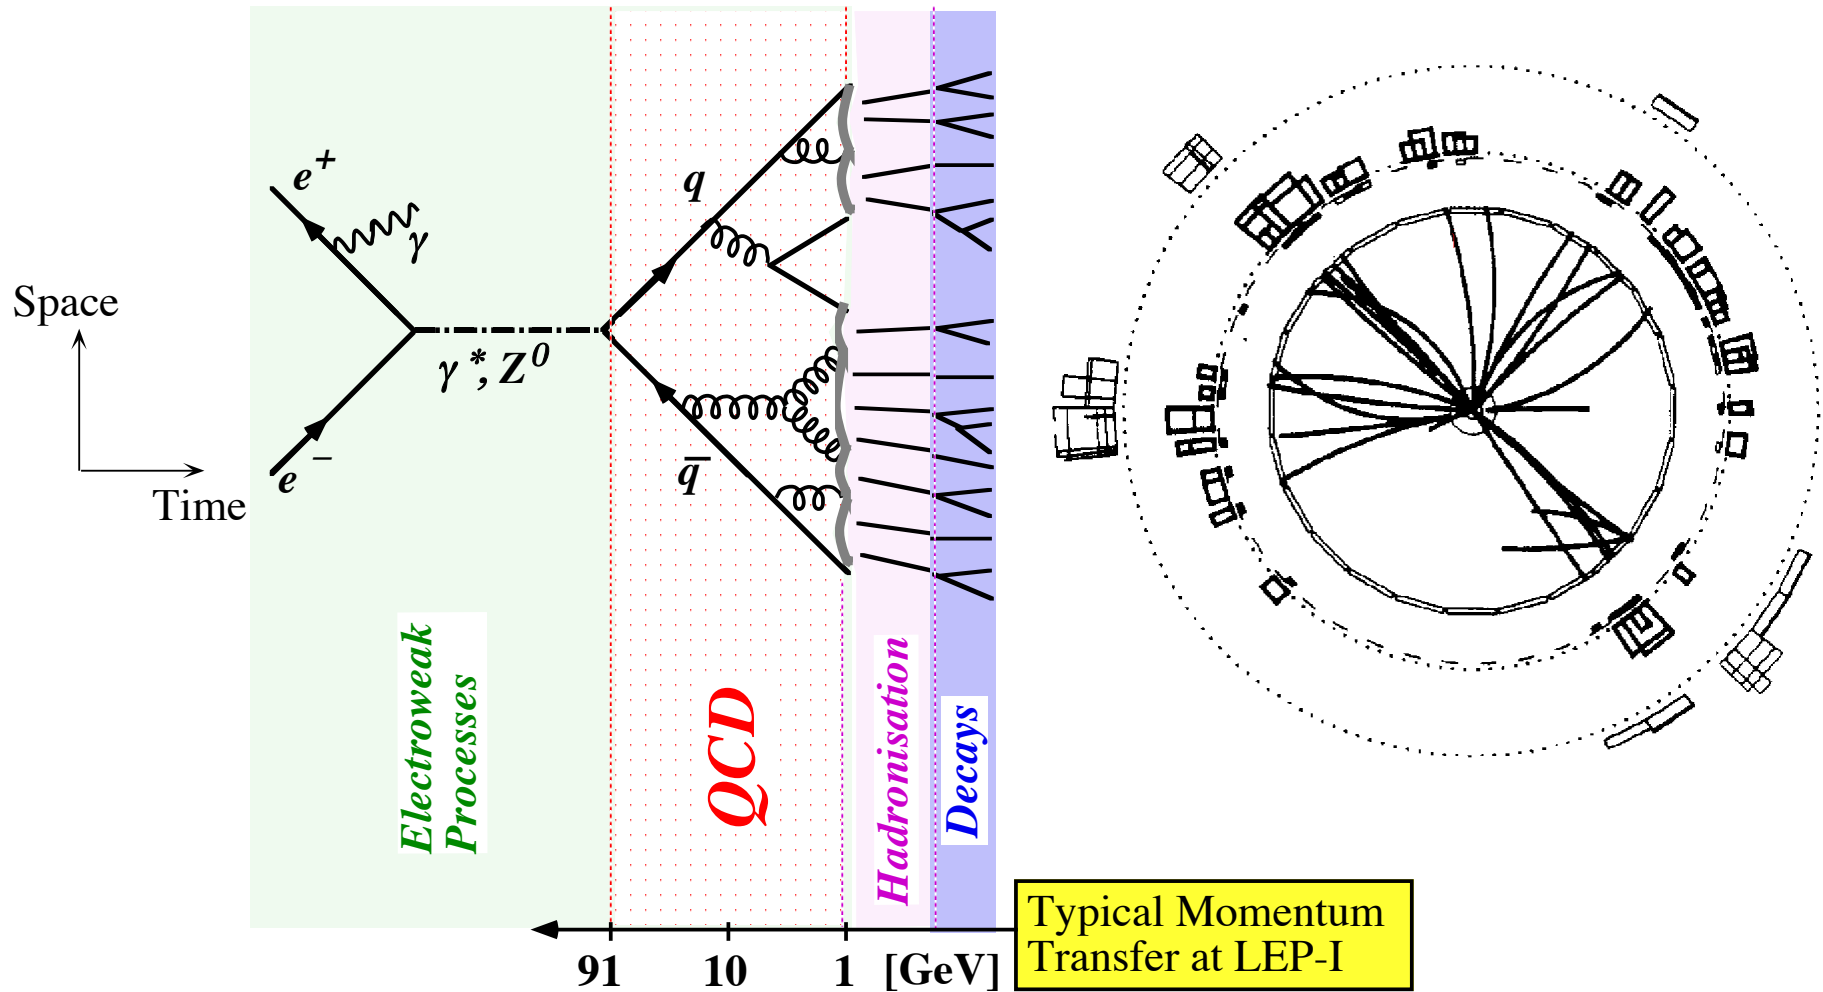 Space
Time
e⁺
γ
e⁻
γ*, Z⁰
q
q̅
Electroweak
Processes
QCD
Hadronisation
Decays
91
10
1
[GeV]
Typical Momentum
Transfer at LEP-I